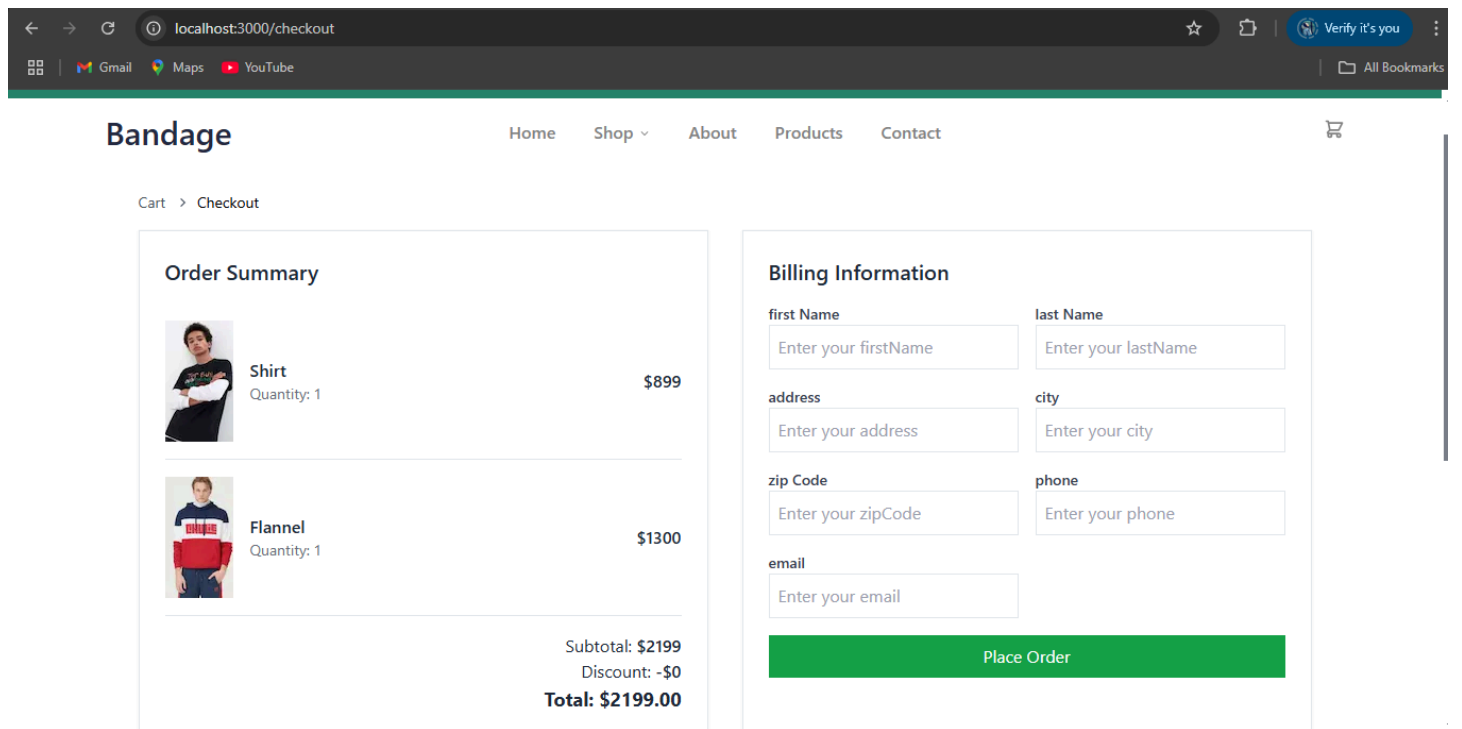 localhost:3000/checkout
Verify it's you
Gmail
Maps
YouTube
All Bookmarks
Bandage
Home
Shop
About
Products
Contact
Cart > Checkout
Order Summary
Shirt
Quantity: 1
$899
Flannel
Quantity: 1
$1300
Subtotal: $2199
Discount: -$0
Total: $2199.00
Billing Information
first Name
Enter your firstName
last Name
Enter your lastName
address
Enter your address
city
Enter your city
zip Code
Enter your zipCode
phone
Enter your phone
email
Enter your email
Place Order